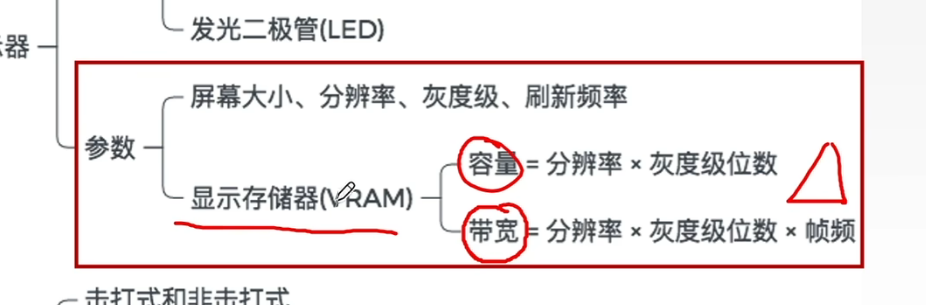 发光二极管(LED)
示器
屏幕大小、分辨率、灰度级、刷新频率
参数
容量 = 分辨率 × 灰度级位数
显示存储器(VRAM)
带宽 = 分辨率 × 灰度级位数 × 帧频
击打式和非击打式